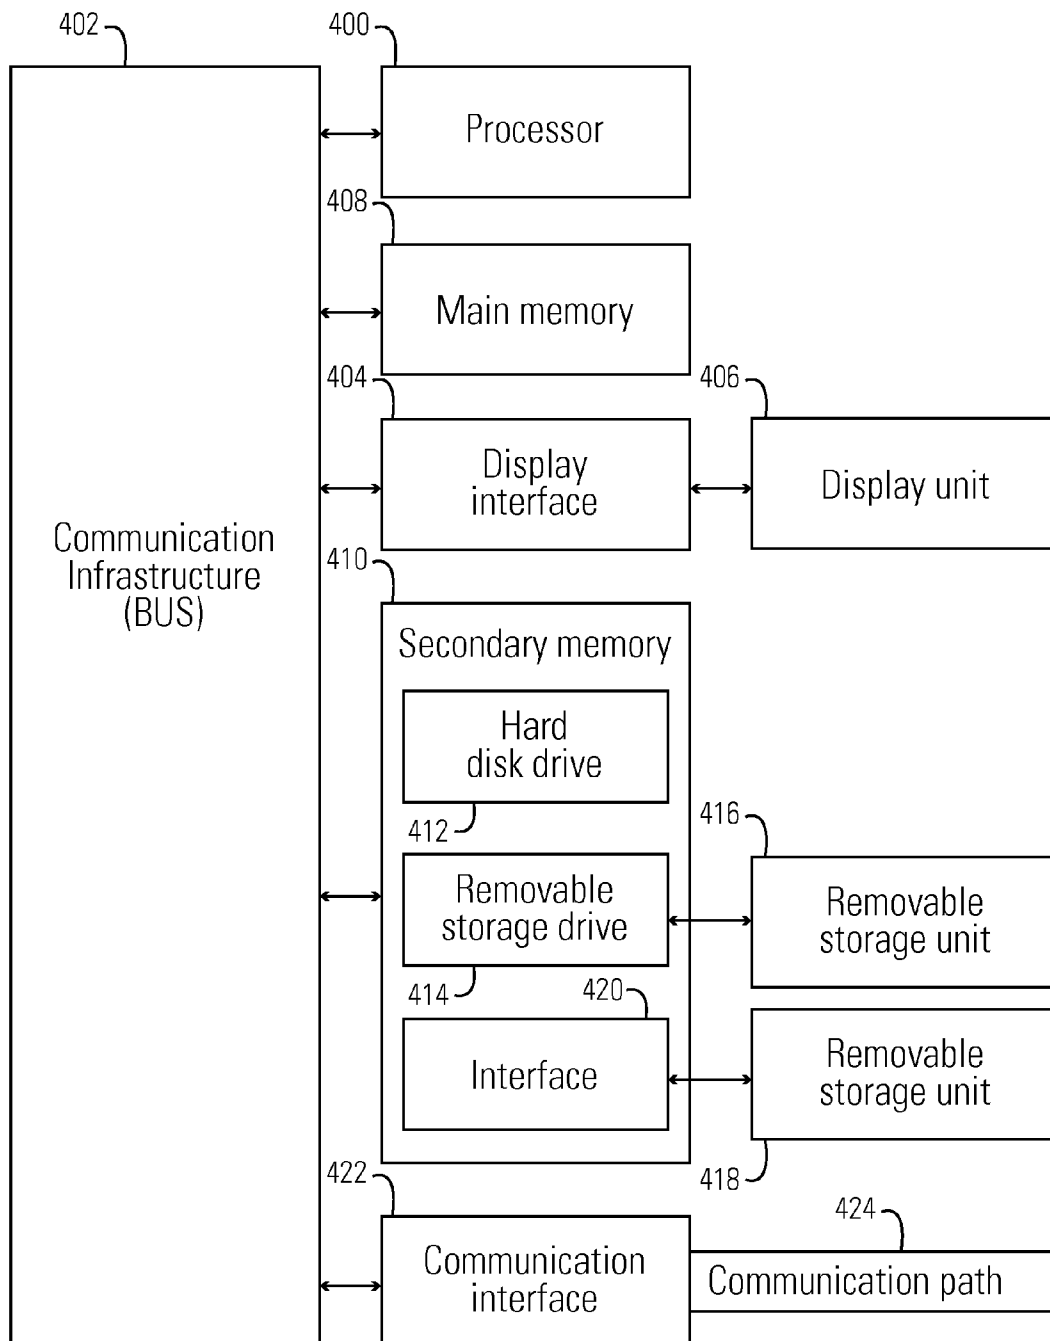 402
400
Processor
408
Main memory
404
406
Display
interface
Display unit
Communication
Infrastructure
(BUS)
410
Secondary memory
Hard
disk drive
412
416
Removable
storage drive
Removable
storage unit
414
420
Interface
Removable
storage unit
418
422
424
Communication
interface
Communication path